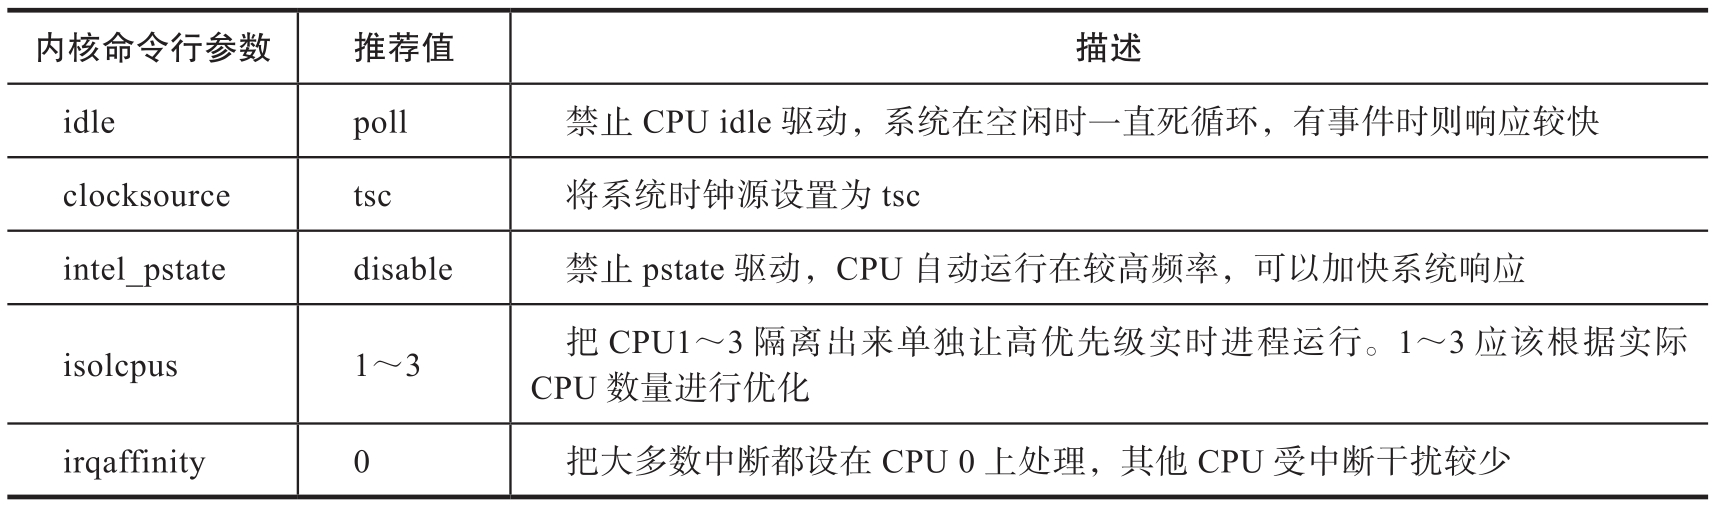 内核命令行参数 推荐值 描述
idle poll 禁止 CPU idle 驱动，系统在空闲时一直死循环，有事件时则响应较快
clocksource tsc 将系统时钟源设置为 tsc
intel_pstate disable 禁止 pstate 驱动，CPU 自动运行在较高频率，可以加快系统响应
isolcpus 1～3 把 CPU1～3 隔离出来单独让高优先级实时进程运行。1～3 应该根据实际
CPU 数量进行优化
irqaffinity 0 把大多数中断都设在 CPU 0 上处理，其他 CPU 受中断干扰较少